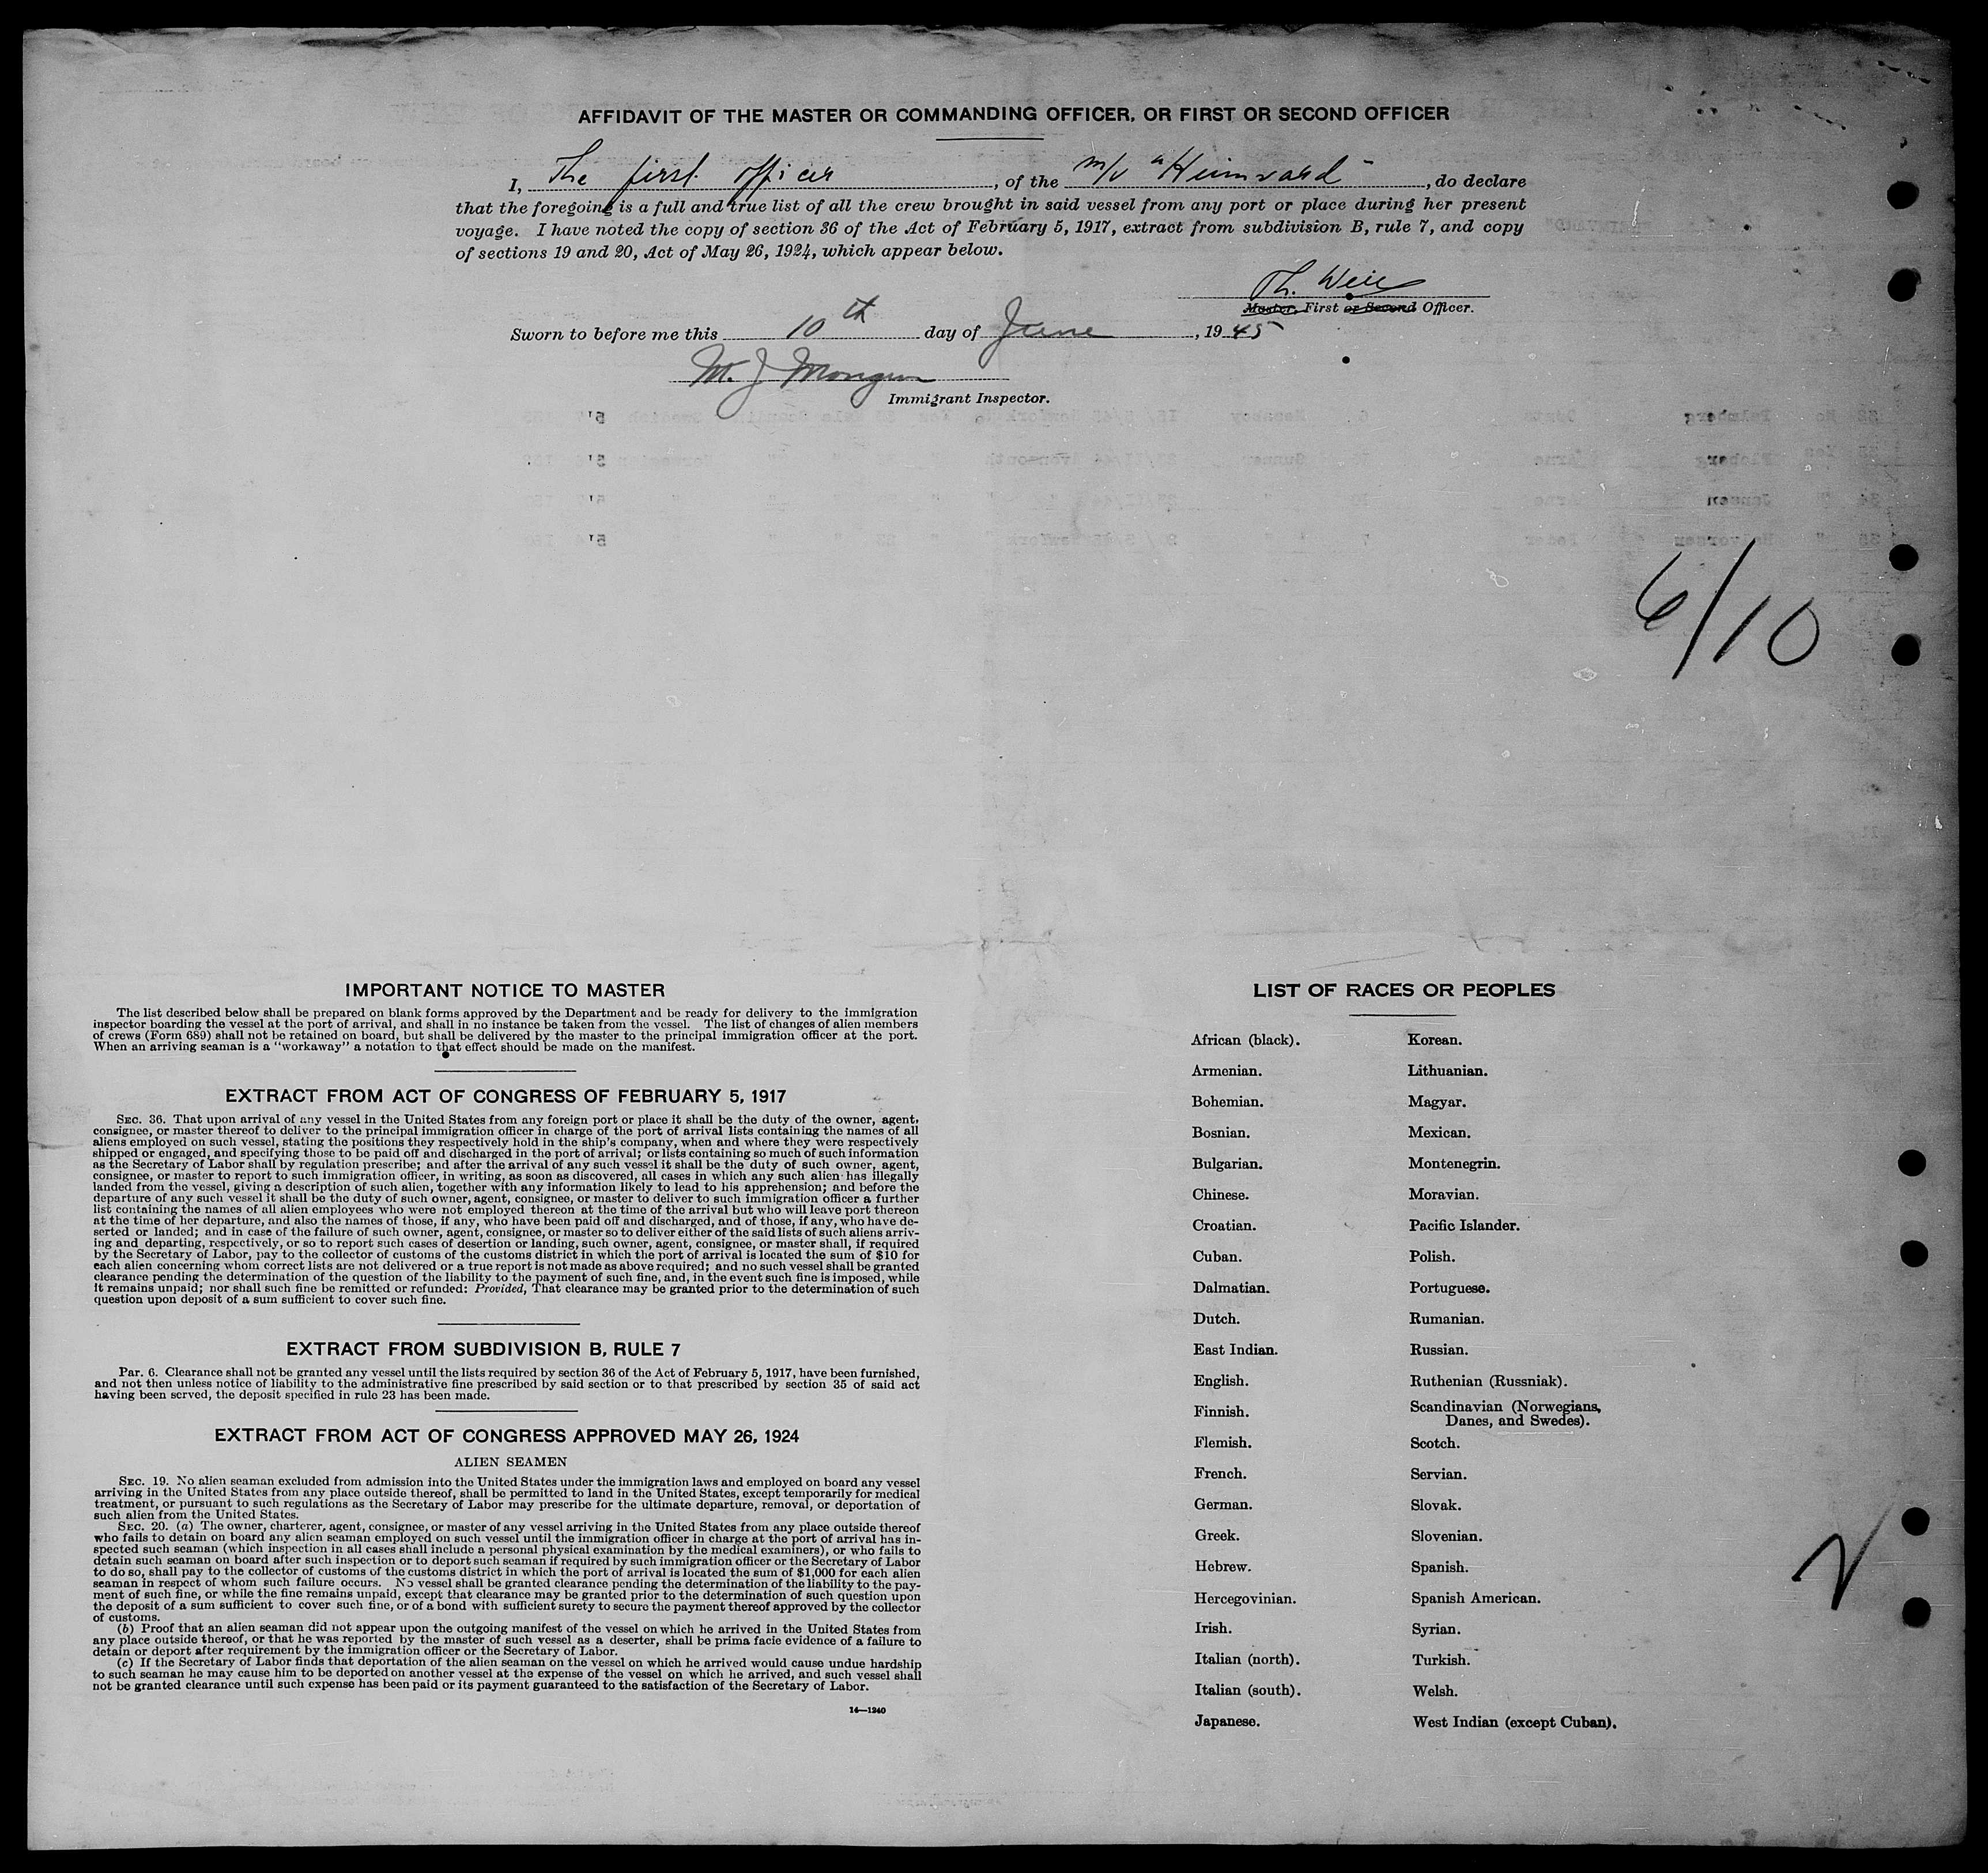 AFFIDAVIT OF THE MASTER OR COMMANDING OFFICER, OR FIRST OR SECOND OFFICER
I, The first officer, of the m/v "Heimvard", do declare
that the foregoing is a full and true list of all the crew brought in said vessel from any port or place during her present
voyage. I have noted the copy of section 36 of the Act of February 5, 1917, extract from subdivision B, rule 7, and copy
of sections 19 and 20, Act of May 26, 1924, which appear below.
Th.
Master, First or Second Officer.
Sworn to before me this 10th day of June, 1945
M. J.
Immigrant Inspector.
6/10
IMPORTANT NOTICE TO MASTER
The list described below shall be prepared on blank forms approved by the Department and be ready for delivery to the immigration
inspector boarding the vessel at the port of arrival, and shall in no instance be taken from the vessel. The list of changes of alien members
of crews (Form 689) shall not be retained on board, but shall be delivered by the master to the principal immigration officer at the port.
When an arriving seaman is a "workaway" a notation to that effect should be made on the manifest.
EXTRACT FROM ACT OF CONGRESS OF FEBRUARY 5, 1917
SEC. 36. That upon arrival of any vessel in the United States from any foreign port or place it shall be the duty of the owner, agent,
consignee, or master thereof to deliver to the principal immigration officer in charge of the port of arrival lists containing the names of all
aliens employed on such vessel, stating the positions they respectively hold in the ship's company, when and where they were respectively
shipped or engaged, and specifying those to be paid off and discharged in the port of arrival; or lists containing so much of such information
as the Secretary of Labor shall by regulation prescribe; and after the arrival of any such vessel it shall be the duty of such owner, agent,
consignee, or master to report to such immigration officer, in writing, as soon as discovered, all cases in which any such alien has illegally
landed from the vessel, giving a description of such alien, together with any information likely to lead to his apprehension; and before the
departure of any such vessel it shall be the duty of such owner, agent, consignee, or master to deliver to such immigration officer a further
list containing the names of all alien employees who were not employed thereon at the time of the arrival but who will leave port thereon
at the time of her departure, and also the names of those, if any, who have been paid off and discharged, and of those, if any, who have de-
serted or landed; and in case of the failure of such owner, agent, consignee, or master so to deliver either of the said lists of such aliens arriv-
ing and departing, respectively, or so to report such cases of desertion or landing, such owner, agent, consignee, or master shall, if required
by the Secretary of Labor, pay to the collector of customs of the customs district in which the port of arrival is located the sum of $10 for
each alien concerning whom correct lists are not delivered or a true report is not made as above required; and no such vessel shall be granted
clearance pending the determination of the question of the liability to the payment of such fine, and, in the event such fine is imposed, while
it remains unpaid; nor shall such fine be remitted or refunded: Provided, That clearance may be granted prior to the determination of such
question upon deposit of a sum sufficient to cover such fine.
EXTRACT FROM SUBDIVISION B, RULE 7
PAR. 6. Clearance shall not be granted any vessel until the lists required by section 36 of the Act of February 5, 1917, have been furnished,
and not then unless notice of liability to the administrative fine prescribed by said section or to that prescribed by section 35 of said act
having been served, the deposit specified in rule 23 has been made.
EXTRACT FROM ACT OF CONGRESS APPROVED MAY 26, 1924
ALIEN SEAMEN
SEC. 19. No alien seaman excluded from admission into the United States under the immigration laws and employed on board any vessel
arriving in the United States from any place outside thereof, shall be permitted to land in the United States, except temporarily for medical
treatment, or pursuant to such regulations as the Secretary of Labor may prescribe for the ultimate departure, removal, or deportation of
such alien from the United States.
SEC. 20. (a) The owner, charterer, agent, consignee, or master of any vessel arriving in the United States from any place outside thereof
who fails to detain on board any alien seaman employed on such vessel until the immigration officer in charge at the port of arrival has in-
spected such seaman (which inspection in all cases shall include a personal physical examination by the medical examiners), or who fails to
detain such seaman on board after such inspection or to deport such seaman if required by such immigration officer or the Secretary of Labor
to do so, shall pay to the collector of customs of the customs district in which the port of arrival is located the sum of $1,000 for each alien
seaman in respect of whom such failure occurs. No vessel shall be granted clearance pending the determination of the liability to the pay-
ment of such fine, or while the fine remains unpaid, except that clearance may be granted prior to the determination of such question upon
the deposit of a sum sufficient to cover such fine, or of a bond with sufficient surety to secure the payment thereof approved by the collector
of customs.
(b) Proof that an alien seaman did not appear upon the outgoing manifest of the vessel on which he arrived in the United States from
any place outside thereof, or that he was reported by the master of such vessel as a deserter, shall be prima facie evidence of a failure to
detain or deport after requirement by the immigration officer or the Secretary of Labor.
(c) If the Secretary of Labor finds that deportation of the alien seaman on the vessel on which he arrived would cause undue hardship
to such seaman he may cause him to be deported on another vessel at the expense of the vessel on which he arrived, and such vessel shall
not be granted clearance until such expense has been paid or its payment guaranteed to the satisfaction of the Secretary of Labor.
14—1240
LIST OF RACES OR PEOPLES
African (black).
Armenian.
Bohemian.
Bosnian.
Bulgarian.
Chinese.
Croatian.
Cuban.
Dalmatian.
Dutch.
East Indian.
English.
Finnish.
Flemish.
French.
German.
Greek.
Hebrew.
Hercegovinian.
Irish.
Italian (north).
Italian (south).
Japanese.
Korean.
Lithuanian.
Magyar.
Mexican.
Montenegrin.
Moravian.
Pacific Islander.
Polish.
Portuguese.
Rumanian.
Russian.
Ruthenian (Russniak).
Scandinavian (Norwegians,
Danes, and Swedes).
Scotch.
Servian.
Slovak.
Slovenian.
Spanish.
Spanish American.
Syrian.
Turkish.
Welsh.
West Indian (except Cuban).